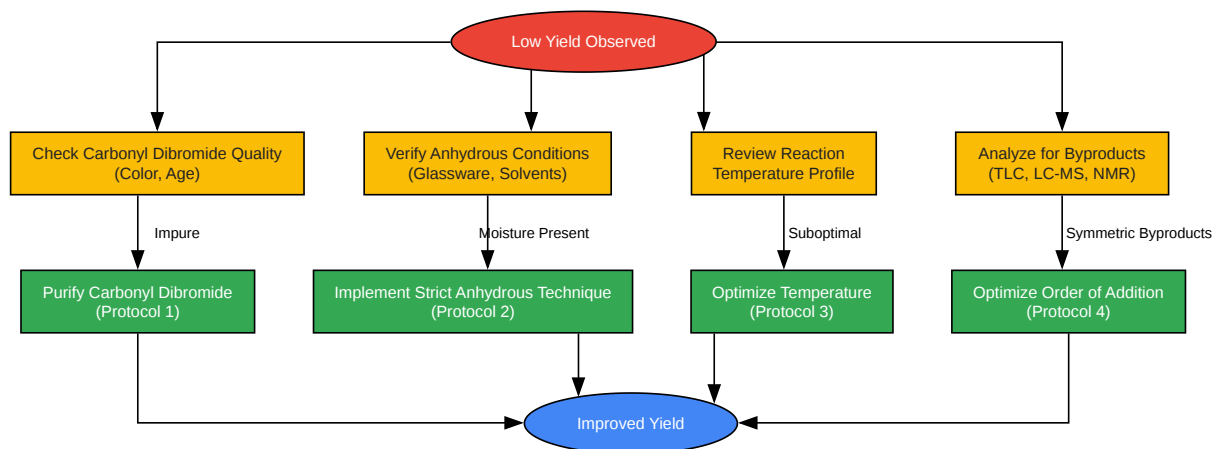 Low Yield Observed
Check Carbonyl Dibromide Quality
(Color, Age)
Verify Anhydrous Conditions
(Glassware, Solvents)
Review Reaction
Temperature Profile
Analyze for Byproducts
(TLC, LC-MS, NMR)
Impure
Moisture Present
Suboptimal
Symmetric Byproducts
Purify Carbonyl Dibromide
(Protocol 1)
Implement Strict Anhydrous Technique
(Protocol 2)
Optimize Temperature
(Protocol 3)
Optimize Order of Addition
(Protocol 4)
Improved Yield